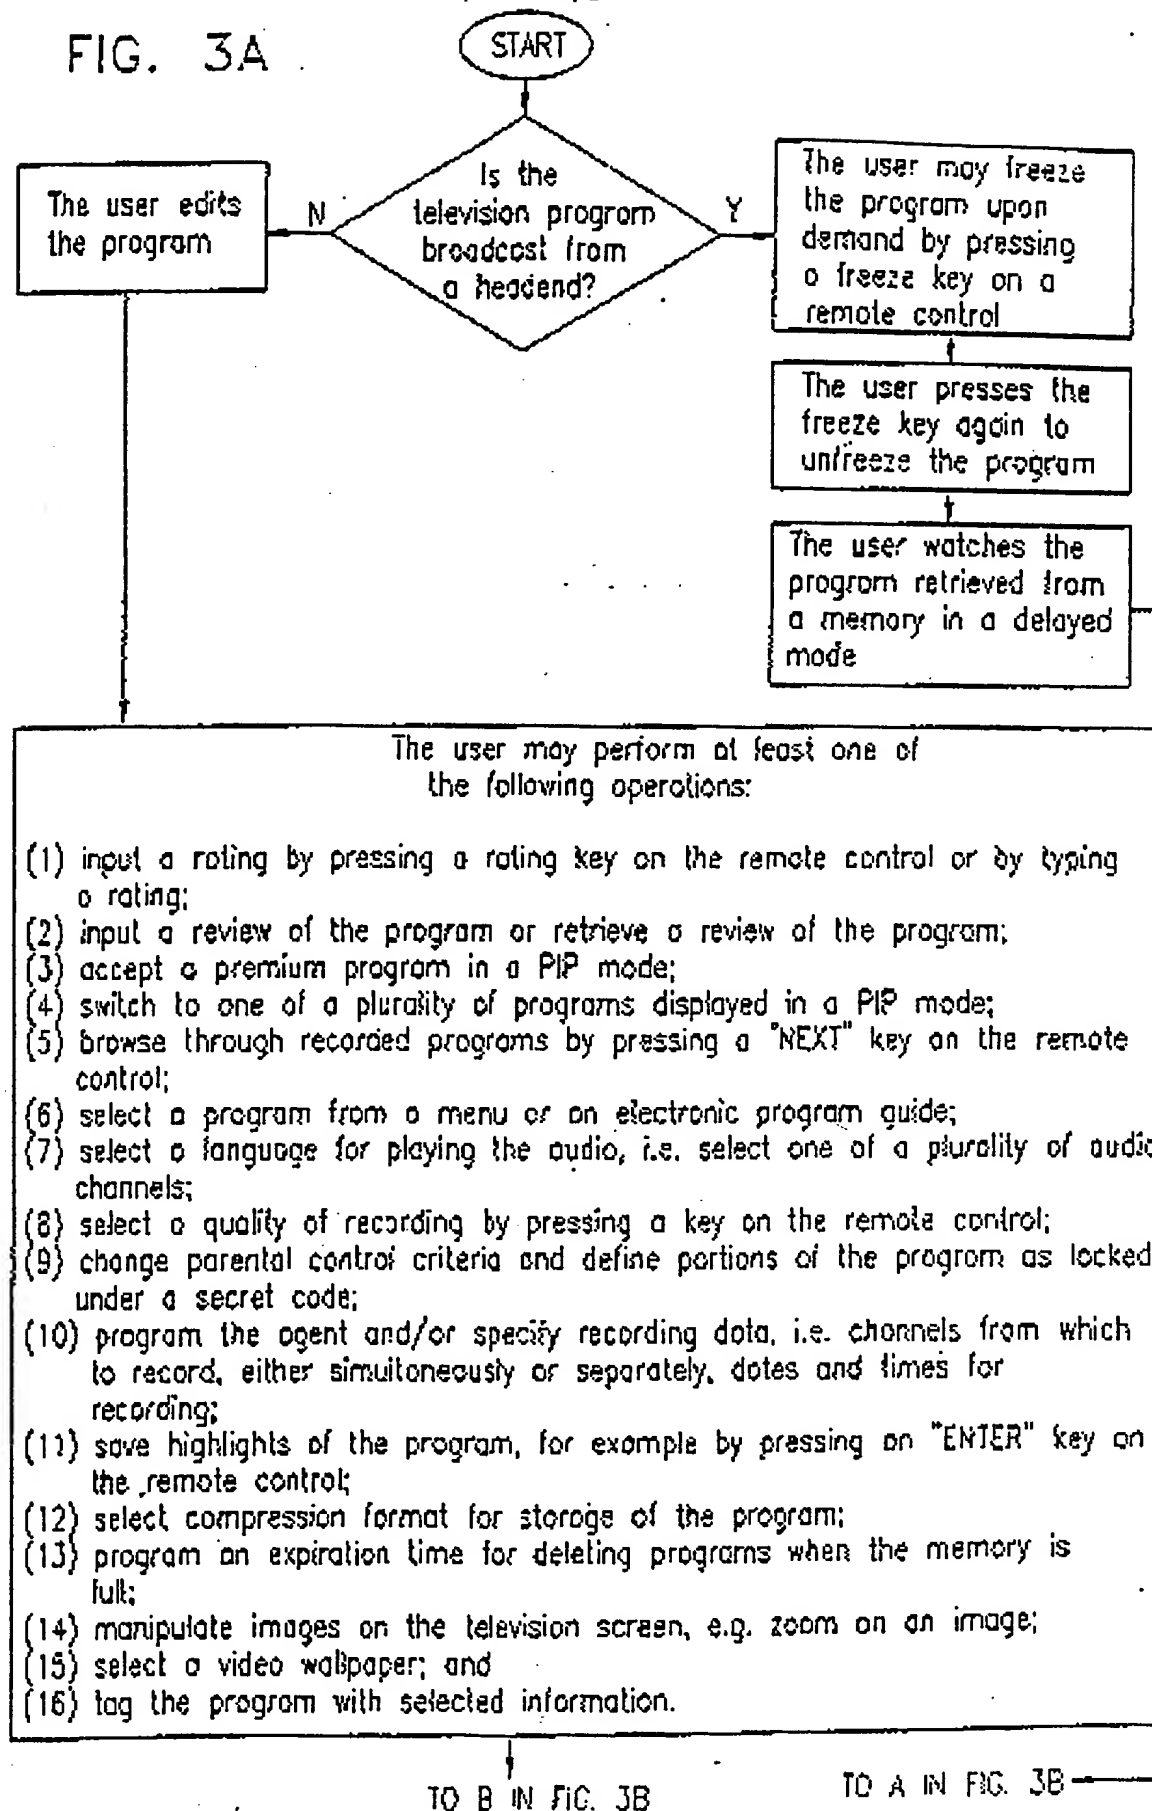 FIG. 3A
START
Is the
television program
broadcast from
a headend?
N
Y
The user edits
the program
The user may freeze
the program upon
demand by pressing
a freeze key on a
remote control
The user presses the
freeze key again to
unfreeze the program
The user watches the
program retrieved from
a memory in a delayed
mode
The user may perform at least one of
the following operations:
(1) input a rating by pressing a rating key on the remote control or by typing
a rating;
(2) input a review of the program or retrieve a review of the program;
(3) accept a premium program in a PIP mode;
(4) switch to one of a plurality of programs displayed in a PIP mode;
(5) browse through recorded programs by pressing a "NEXT" key on the remote
control;
(6) select a program from a menu or an electronic program guide;
(7) select a language for playing the audio, i.e. select one of a plurality of audio
channels;
(8) select a quality of recording by pressing a key on the remote control;
(9) change parental control criteria and define portions of the program as locked
under a secret code;
(10) program the agent and/or specify recording data, i.e. channels from which
to record, either simultaneously or separately, dates and times for
recording;
(11) save highlights of the program, for example by pressing an "ENTER" key on
the remote control;
(12) select compression format for storage of the program;
(13) program an expiration time for deleting programs when the memory is
full;
(14) manipulate images on the television screen, e.g. zoom on an image;
(15) select a video wallpaper; and
(16) tag the program with selected information.
TO B IN FIG. 3B
TO A IN FIG. 3B